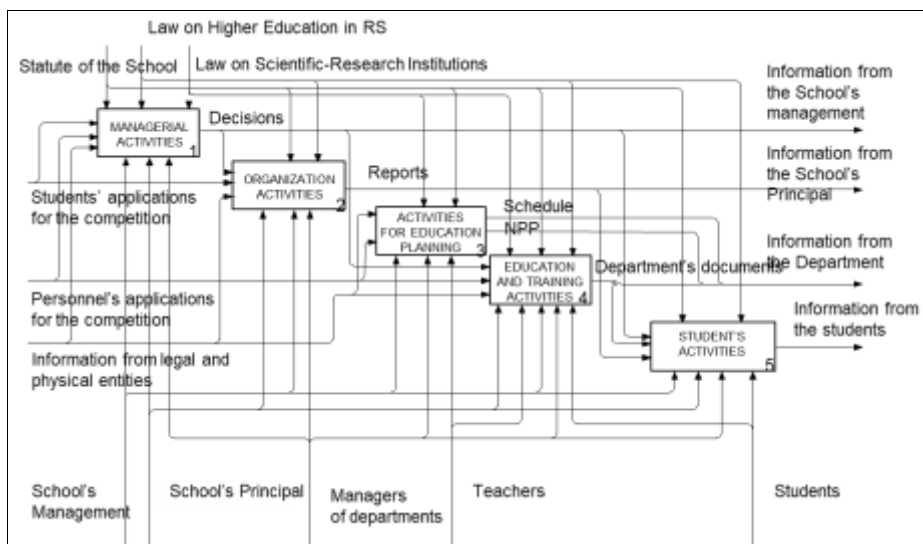 Law on Higher Education in RS
Statute of the School
Law on Scientific-Research Institutions
Information from
the School's
management
MANAGERIAL
ACTIVITIES
1
Decisions
Students' applications
for the competition
ORGANIZATION
ACTIVITIES
2
Reports
Information from
the School's
Principal
ACTIVITIES
FOR EDUCATION
PLANNING
3
Schedule
NPP
Information from
the Department
Personnel's applications
for the competition
EDUCATION
AND TRAINING
ACTIVITIES
4
Department's documents
Information from
the students
Information from legal and
physical entities
STUDENT'S
ACTIVITIES
5
School's
Management
School's Principal
Managers
of departments
Teachers
Students